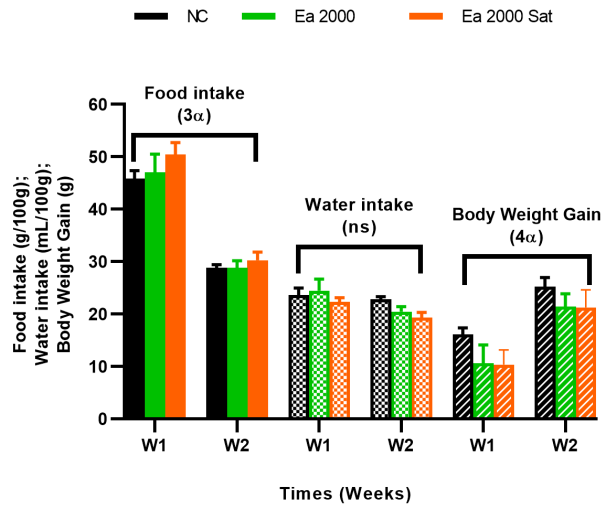 NC
Ea 2000
Ea 2000 Sat
Food intake (g/100g);
Water intake (mL/100g);
Body Weight Gain (g)
60
50
40
30
20
10
0
Food intake
(3α)
Water intake
(ns)
Body Weight Gain
(4α)
W1
W2
W1
W2
W1
W2
Times (Weeks)